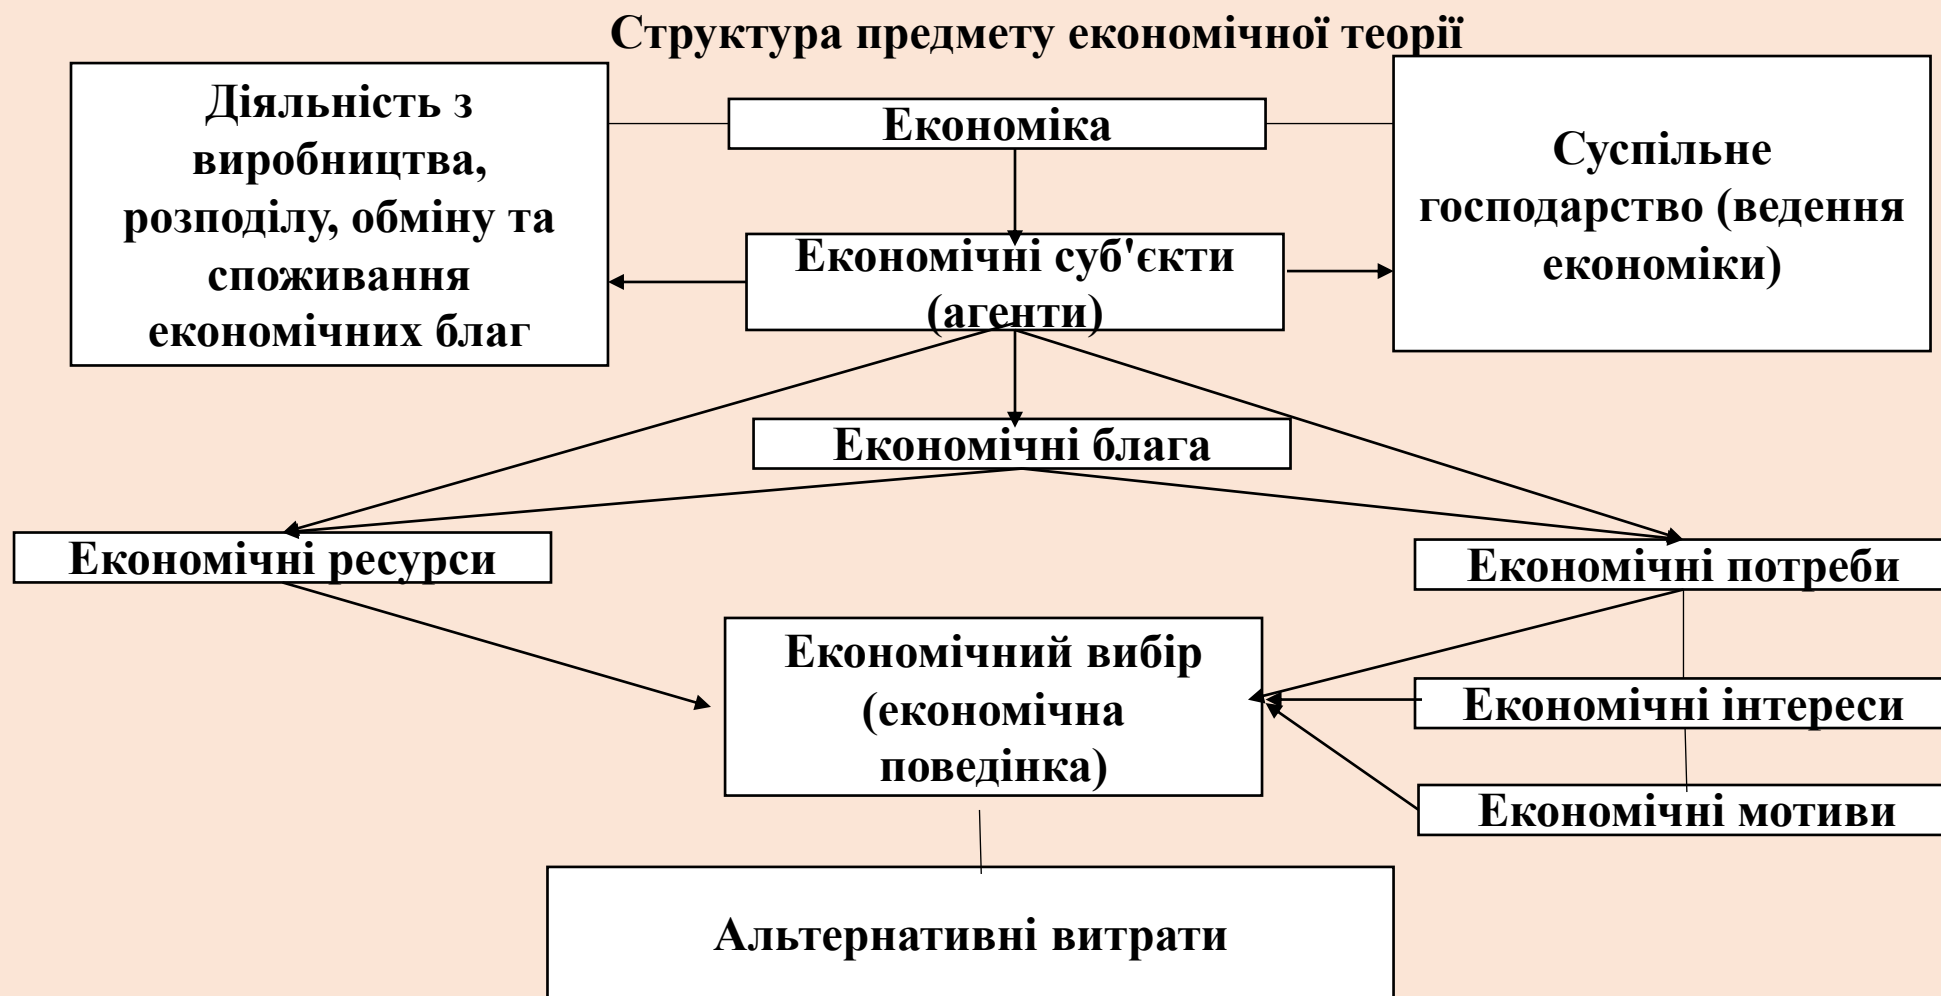 Структура предмету економічної теорії
Діяльність з
виробництва,
розподілу, обміну та
споживання
економічних благ
Економіка
Суспільне
господарство (ведення
економіки)
Економічні суб'єкти
(агенти)
Економічні блага
Економічні ресурси
Економічні потреби
Економічний вибір
(економічна
поведінка)
Економічні інтереси
Економічні мотиви
Альтернативні витрати